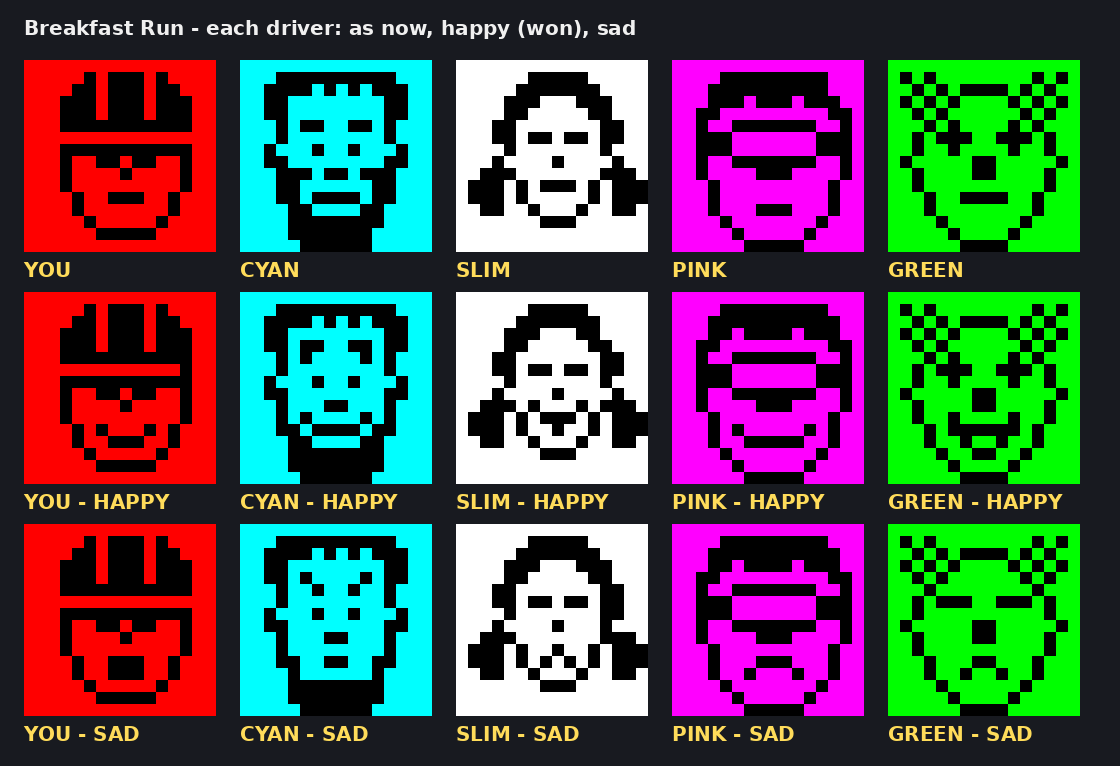 Breakfast Run - each driver: as now, happy (won), sad
YOU CYAN SLIM PINK GREEN
YOU - HAPPY CYAN - HAPPY SLIM - HAPPY PINK - HAPPY GREEN - HAPPY
YOU - SAD CYAN - SAD SLIM - SAD PINK - SAD GREEN - SAD